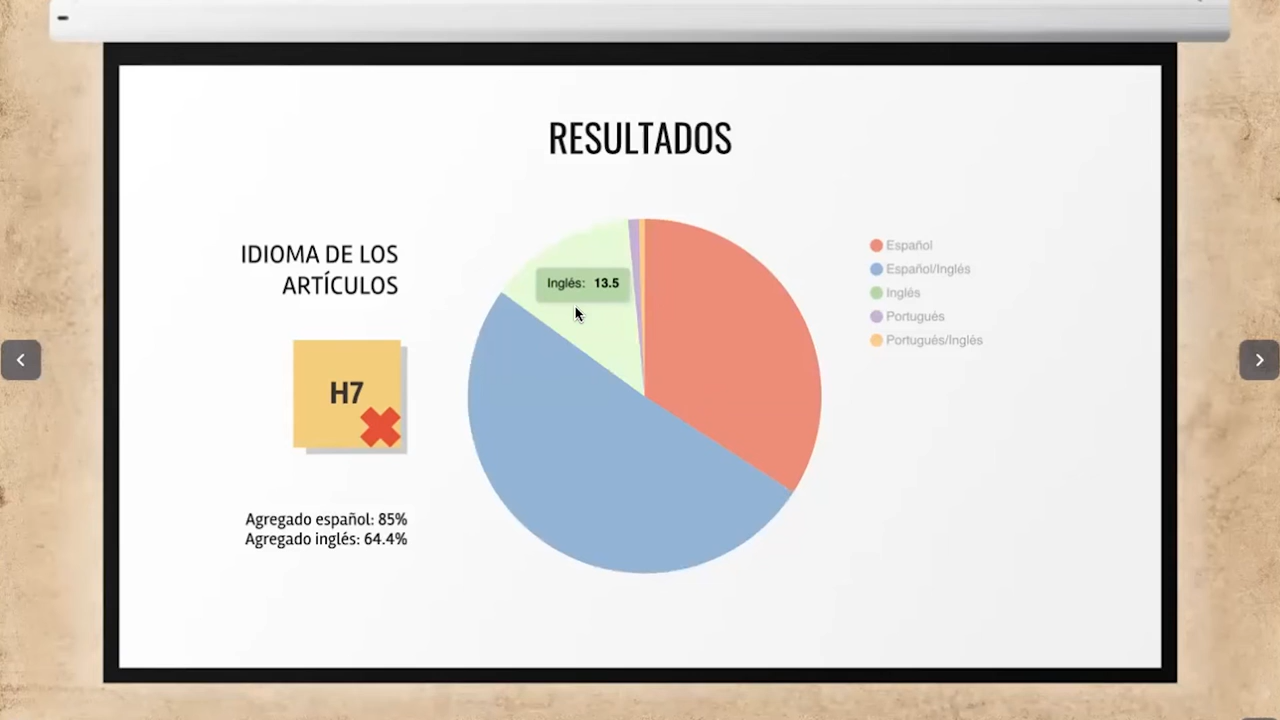 RESULTADOS
IDIOMA DE LOS
ARTÍCULOS
H7
Agregado español: 85%
Agregado inglés: 64.4%
Inglés: 13.5
Español
Español/Inglés
Inglés
Portugués
Portugués/Inglés